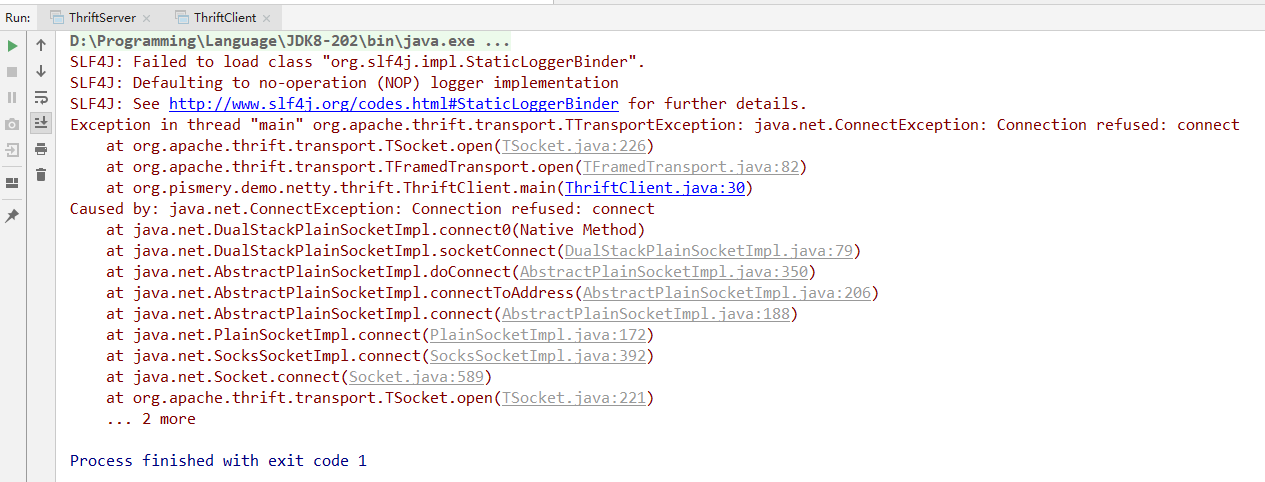 Run: ThriftServer × ThriftClient ×
D:\Programming\Language\JDK8-202\bin\java.exe ...
SLF4J: Failed to load class "org.slf4j.impl.StaticLoggerBinder".
SLF4J: Defaulting to no-operation (NOP) logger implementation
SLF4J: See http://www.slf4j.org/codes.html#StaticLoggerBinder for further details.
Exception in thread "main" org.apache.thrift.transport.TTransportException: java.net.ConnectException: Connection refused: connect
    at org.apache.thrift.transport.TSocket.open(TSocket.java:226)
    at org.apache.thrift.transport.TFramedTransport.open(TFramedTransport.java:82)
    at org.pismery.demo.netty.thrift.ThriftClient.main(ThriftClient.java:30)
Caused by: java.net.ConnectException: Connection refused: connect
    at java.net.DualStackPlainSocketImpl.connect0(Native Method)
    at java.net.DualStackPlainSocketImpl.socketConnect(DualStackPlainSocketImpl.java:79)
    at java.net.AbstractPlainSocketImpl.doConnect(AbstractPlainSocketImpl.java:350)
    at java.net.AbstractPlainSocketImpl.connectToAddress(AbstractPlainSocketImpl.java:206)
    at java.net.AbstractPlainSocketImpl.connect(AbstractPlainSocketImpl.java:188)
    at java.net.PlainSocketImpl.connect(PlainSocketImpl.java:172)
    at java.net.SocksSocketImpl.connect(SocksSocketImpl.java:392)
    at java.net.Socket.connect(Socket.java:589)
    at org.apache.thrift.transport.TSocket.open(TSocket.java:221)
    ... 2 more
Process finished with exit code 1